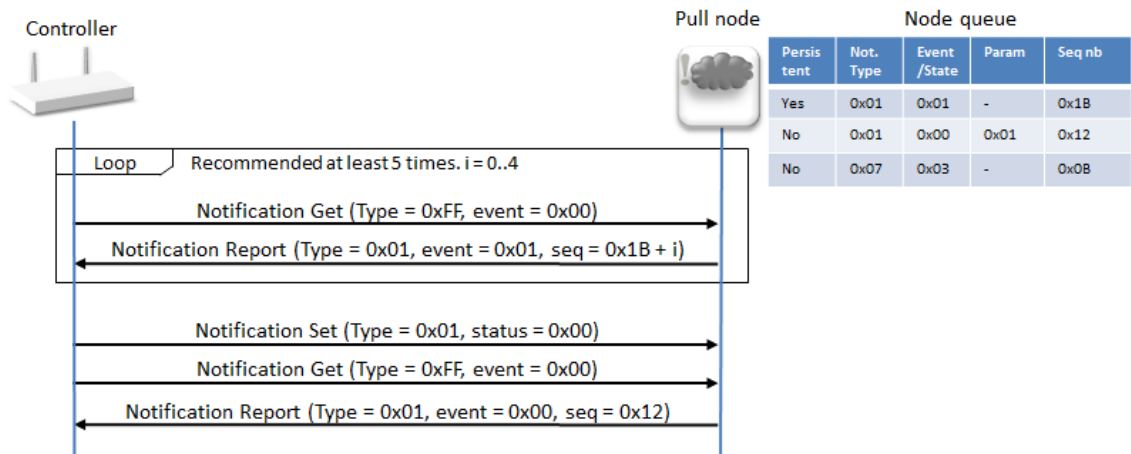 Controller
Pull node
Node queue
Persis
tent
Not.
Type
Event
/State
Param
Seq nb
Yes 0x01 0x01 - 0x1B
No 0x01 0x00 0x01 0x12
No 0x07 0x03 - 0x0B
Loop Recommended at least 5 times. i = 0..4
Notification Get (Type = 0xFF, event = 0x00)
Notification Report (Type = 0x01, event = 0x01, seq = 0x1B + i)
Notification Set (Type = 0x01, status = 0x00)
Notification Get (Type = 0xFF, event = 0x00)
Notification Report (Type = 0x01, event = 0x00, seq = 0x12)